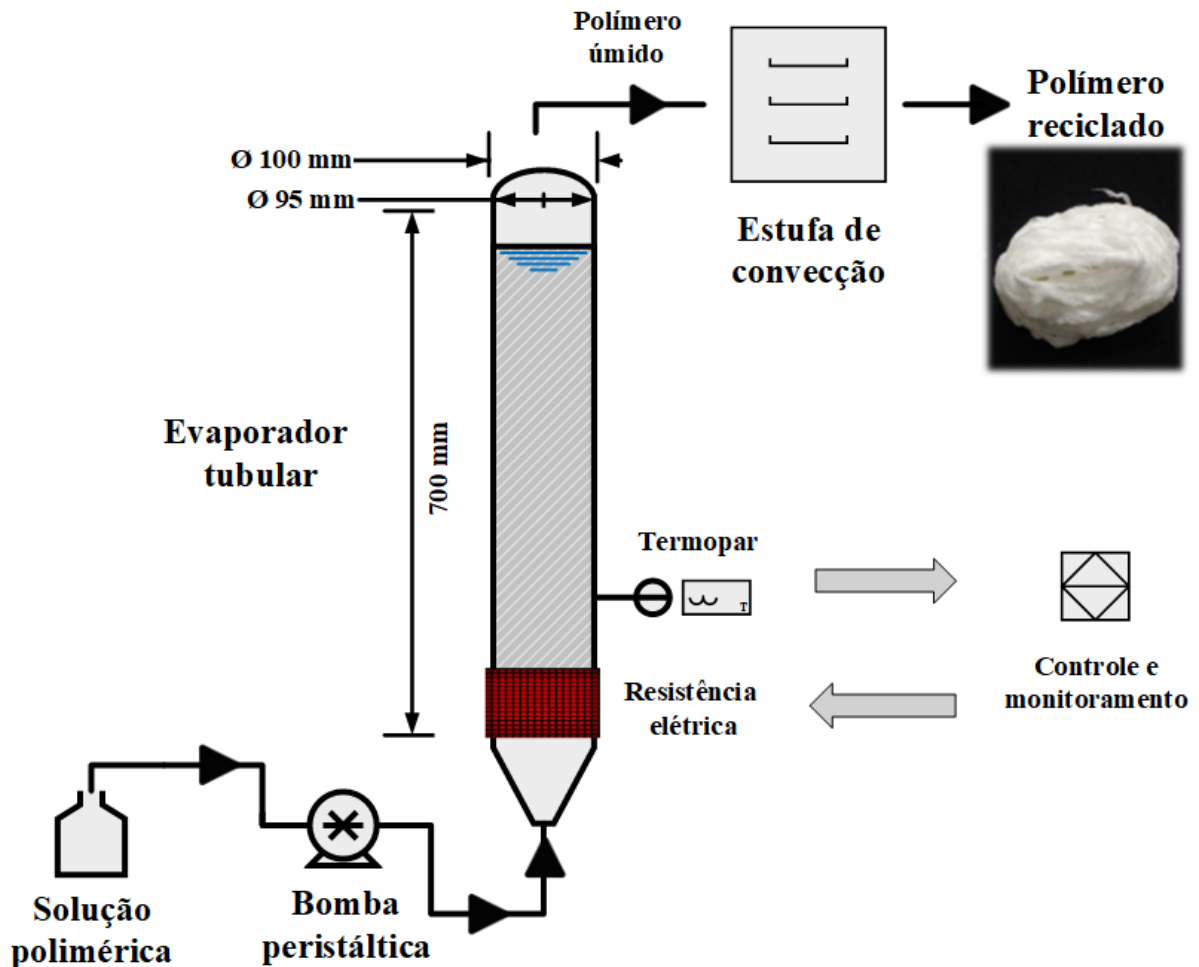 Polímero
úmido
Polímero
reciclado
Ø 100 mm
Ø 95 mm
Estufa de
convecção
Evaporador
tubular
700 mm
Termopar
T
Resistência
elétrica
Controle e
monitoramento
Solução
polimérica
Bomba
peristáltica